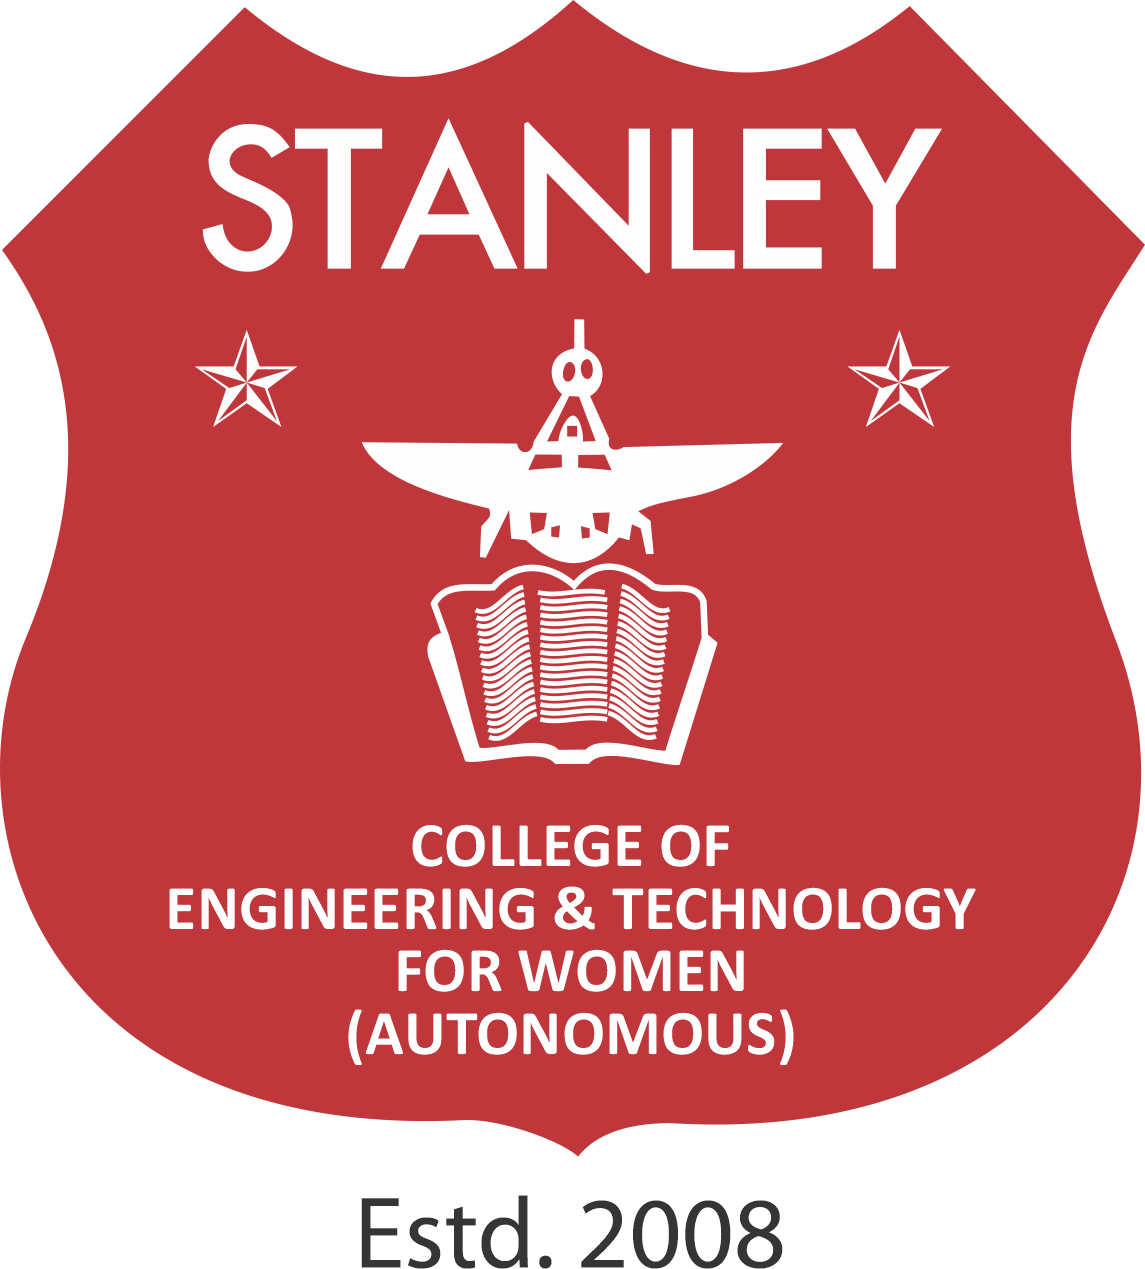 STANLEY
COLLEGE OF
ENGINEERING & TECHNOLOGY
FOR WOMEN
(AUTONOMOUS)
Estd. 2008